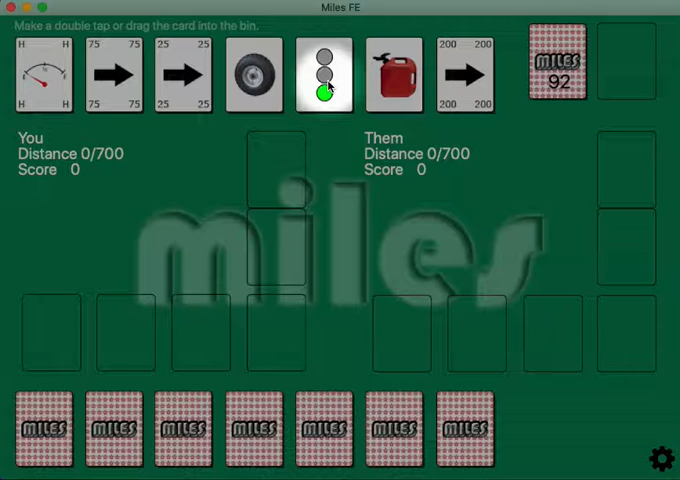 Miles FE
Make a double tap or drag the card into the bin.
H H
H H
75 75
75 75
25 25
25 25
200 200
200 200
MILES
92
You
Distance 0/700
Score 0
Them
Distance 0/700
Score 0
miles
MILES
MILES
MILES
MILES
MILES
MILES
MILES